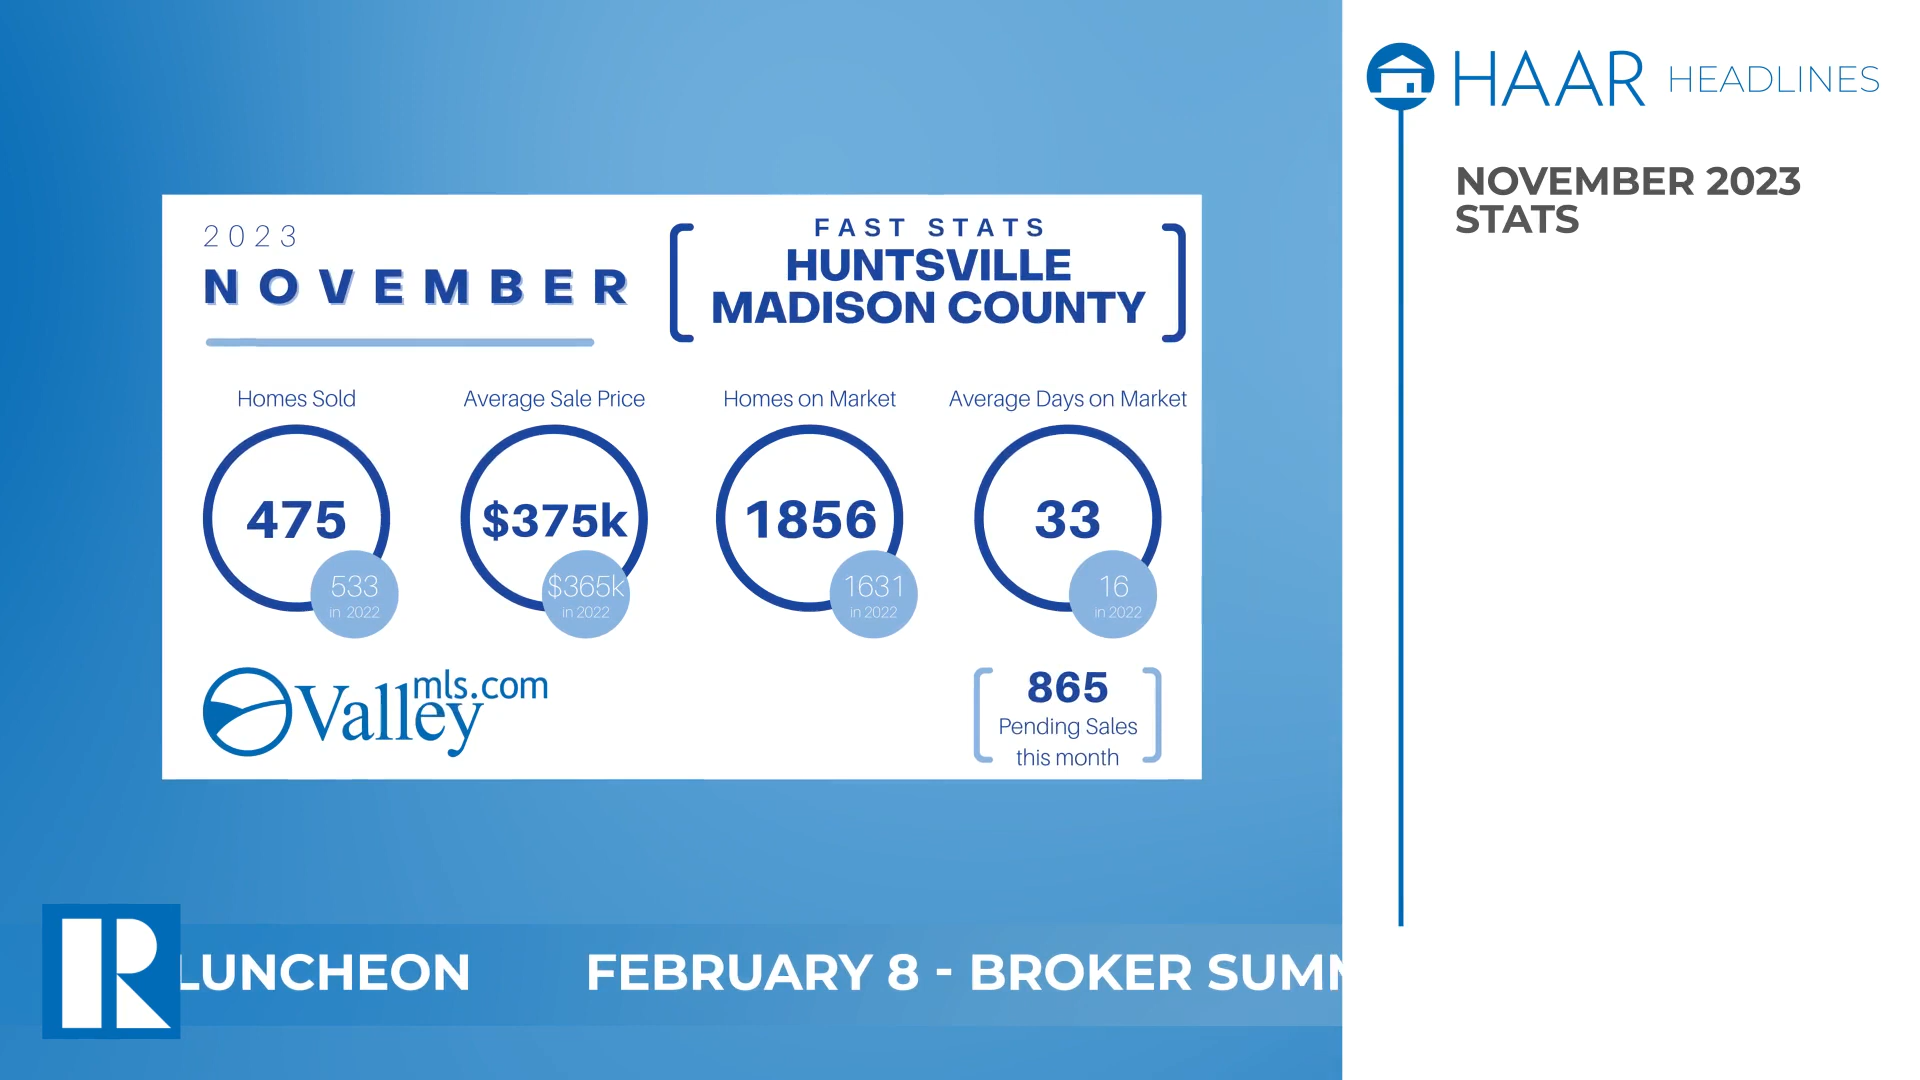 2023
NOVEMBER
FAST STATS
HUNTSVILLE
MADISON COUNTY
Homes Sold
475
533
in 2022
Average Sale Price
$375k
$365k
in 2022
Homes on Market
1856
1631
in 2022
Average Days on Market
33
16
in 2022
Valleymls.com
865
Pending Sales
this month
HAAR HEADLINES
NOVEMBER 2023
STATS
R LUNCHEON FEBRUARY 8 - BROKER